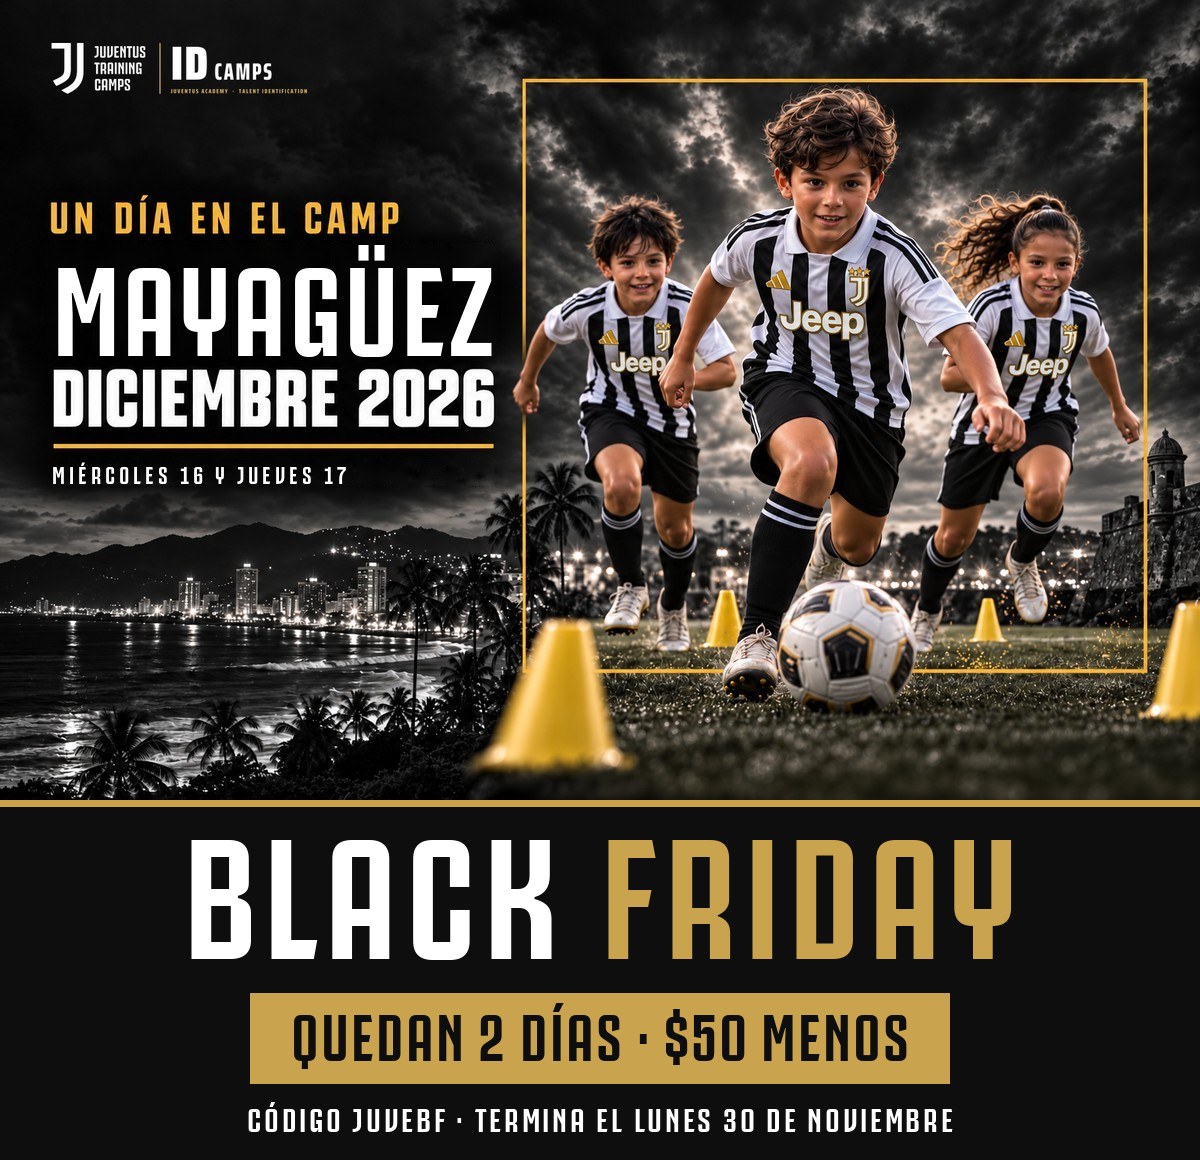 JUVENTUS
TRAINING
CAMPS
ID CAMPS
JUVENTUS ACADEMY · TALENT IDENTIFICATION
UN DÍA EN EL CAMP
MAYAGÜEZ
DICIEMBRE 2026
MIÉRCOLES 16 Y JUEVES 17
Jeep
Jeep
Jeep
BLACK FRIDAY
QUEDAN 2 DÍAS · $50 MENOS
CÓDIGO JUVEBF · TERMINA EL LUNES 30 DE NOVIEMBRE